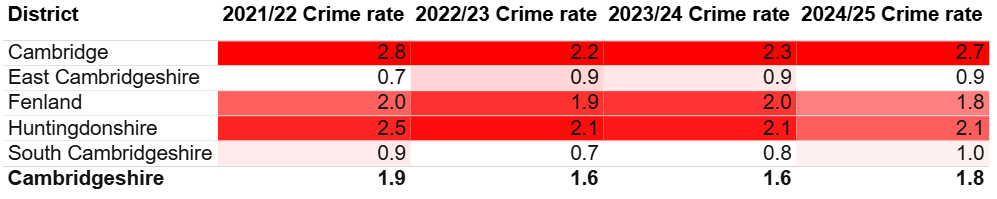 District 2021/22 Crime rate 2022/23 Crime rate 2023/24 Crime rate 2024/25 Crime rate
Cambridge 2.8 2.2 2.3 2.7
East Cambridgeshire 0.7 0.9 0.9 0.9
Fenland 2.0 1.9 2.0 1.8
Huntingdonshire 2.5 2.1 2.1 2.1
South Cambridgeshire 0.9 0.7 0.8 1.0
Cambridgeshire 1.9 1.6 1.6 1.8